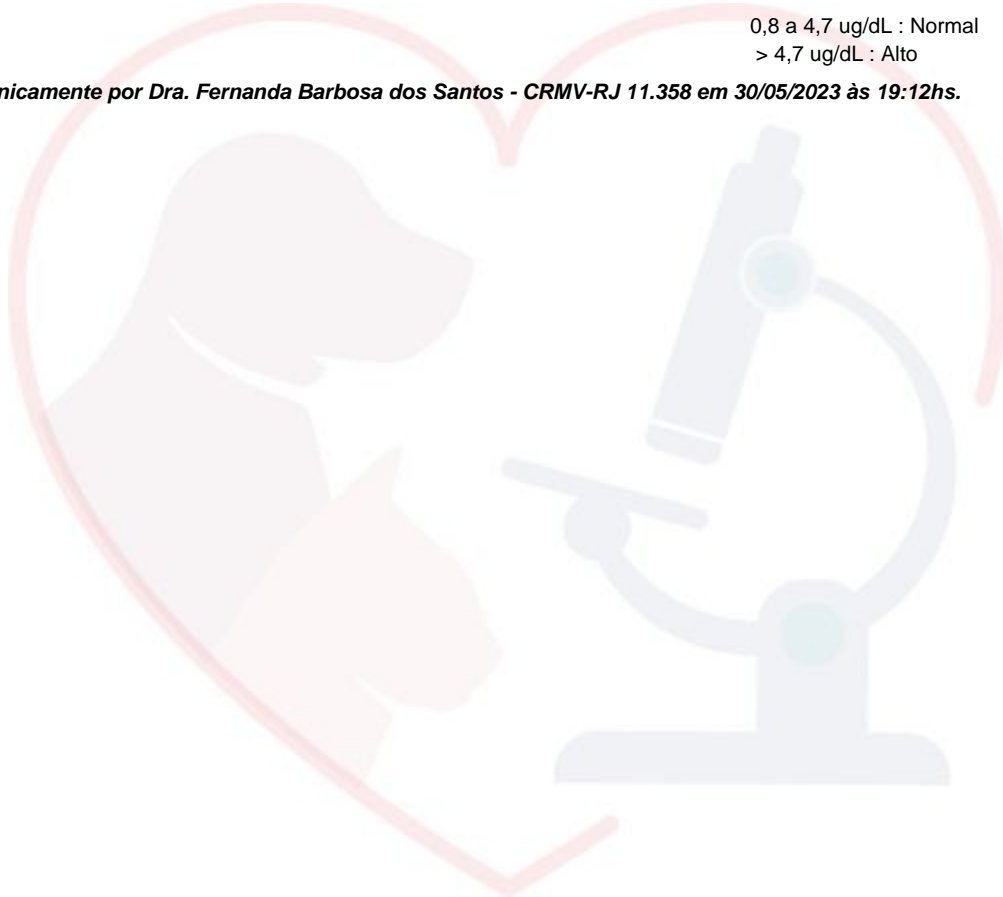 0,8 a 4,7 ug/dL : Normal
> 4,7 ug/dL : Alto
nicamente por Dra. Fernanda Barbosa dos Santos - CRMV-RJ 11.358 em 30/05/2023 às 19:12hs.